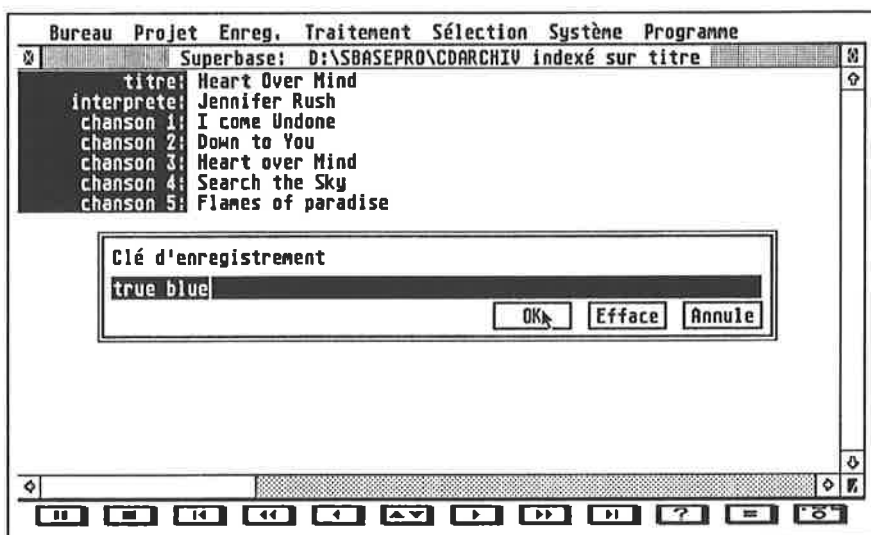 Bureau Projet Enreg. Traitement Sélection Système Programme
Superbase: D:\SBASEPRO\CDARCHIV indexé sur titre
titre: Heart Over Mind
interprete: Jennifer Rush
chanson 1: I come Undone
chanson 2: Down to You
chanson 3: Heart over Mind
chanson 4: Search the Sky
chanson 5: Flames of paradise
Clé d'enregistrement
true blue
OK Efface Annule
? =